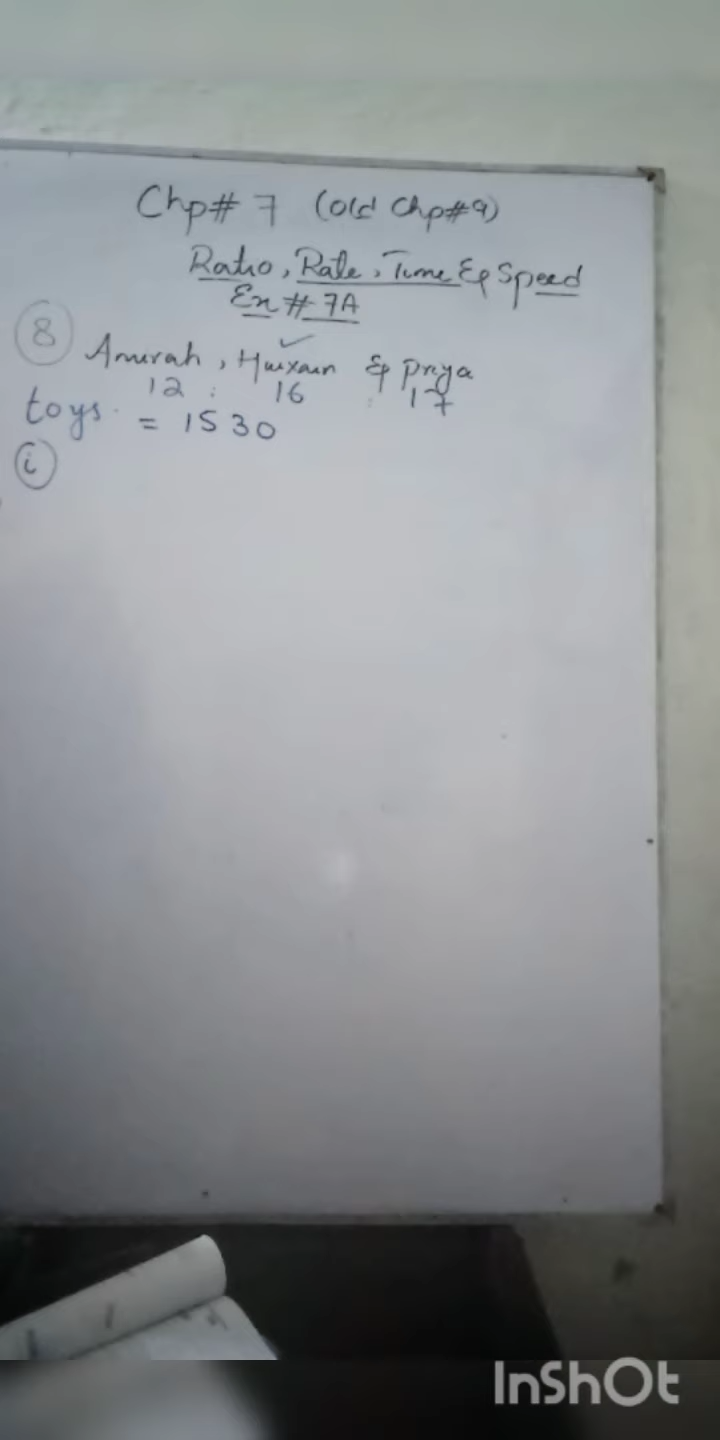 Chp# 7 (Old Chp#9)
Ratio, Rate, Time & Speed
Ex # 7A
8 Amirah, Huixain & Priya
12 : 16 : 17
toys = 1530
i
InShOt